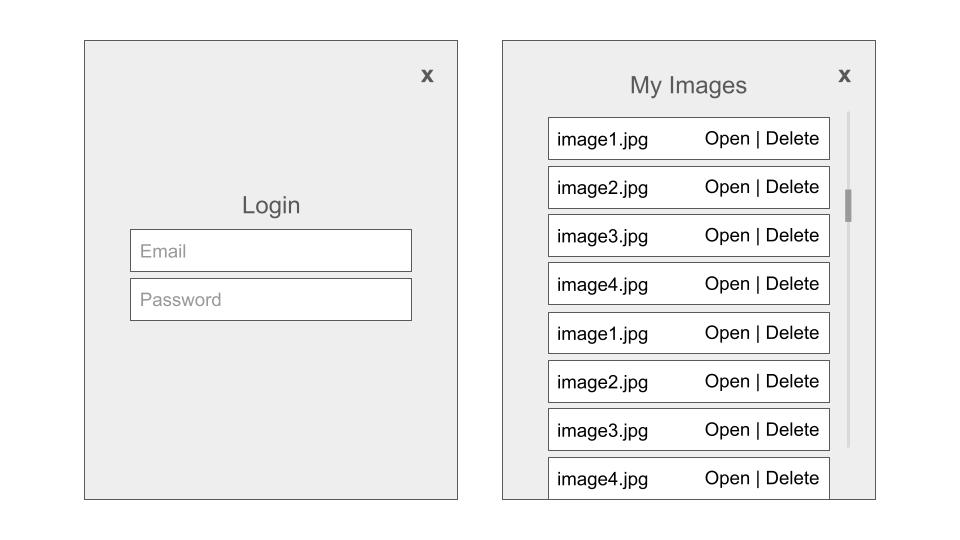 x
Login
Email
Password
x
My Images
image1.jpg Open | Delete
image2.jpg Open | Delete
image3.jpg Open | Delete
image4.jpg Open | Delete
image1.jpg Open | Delete
image2.jpg Open | Delete
image3.jpg Open | Delete
image4.jpg Open | Delete